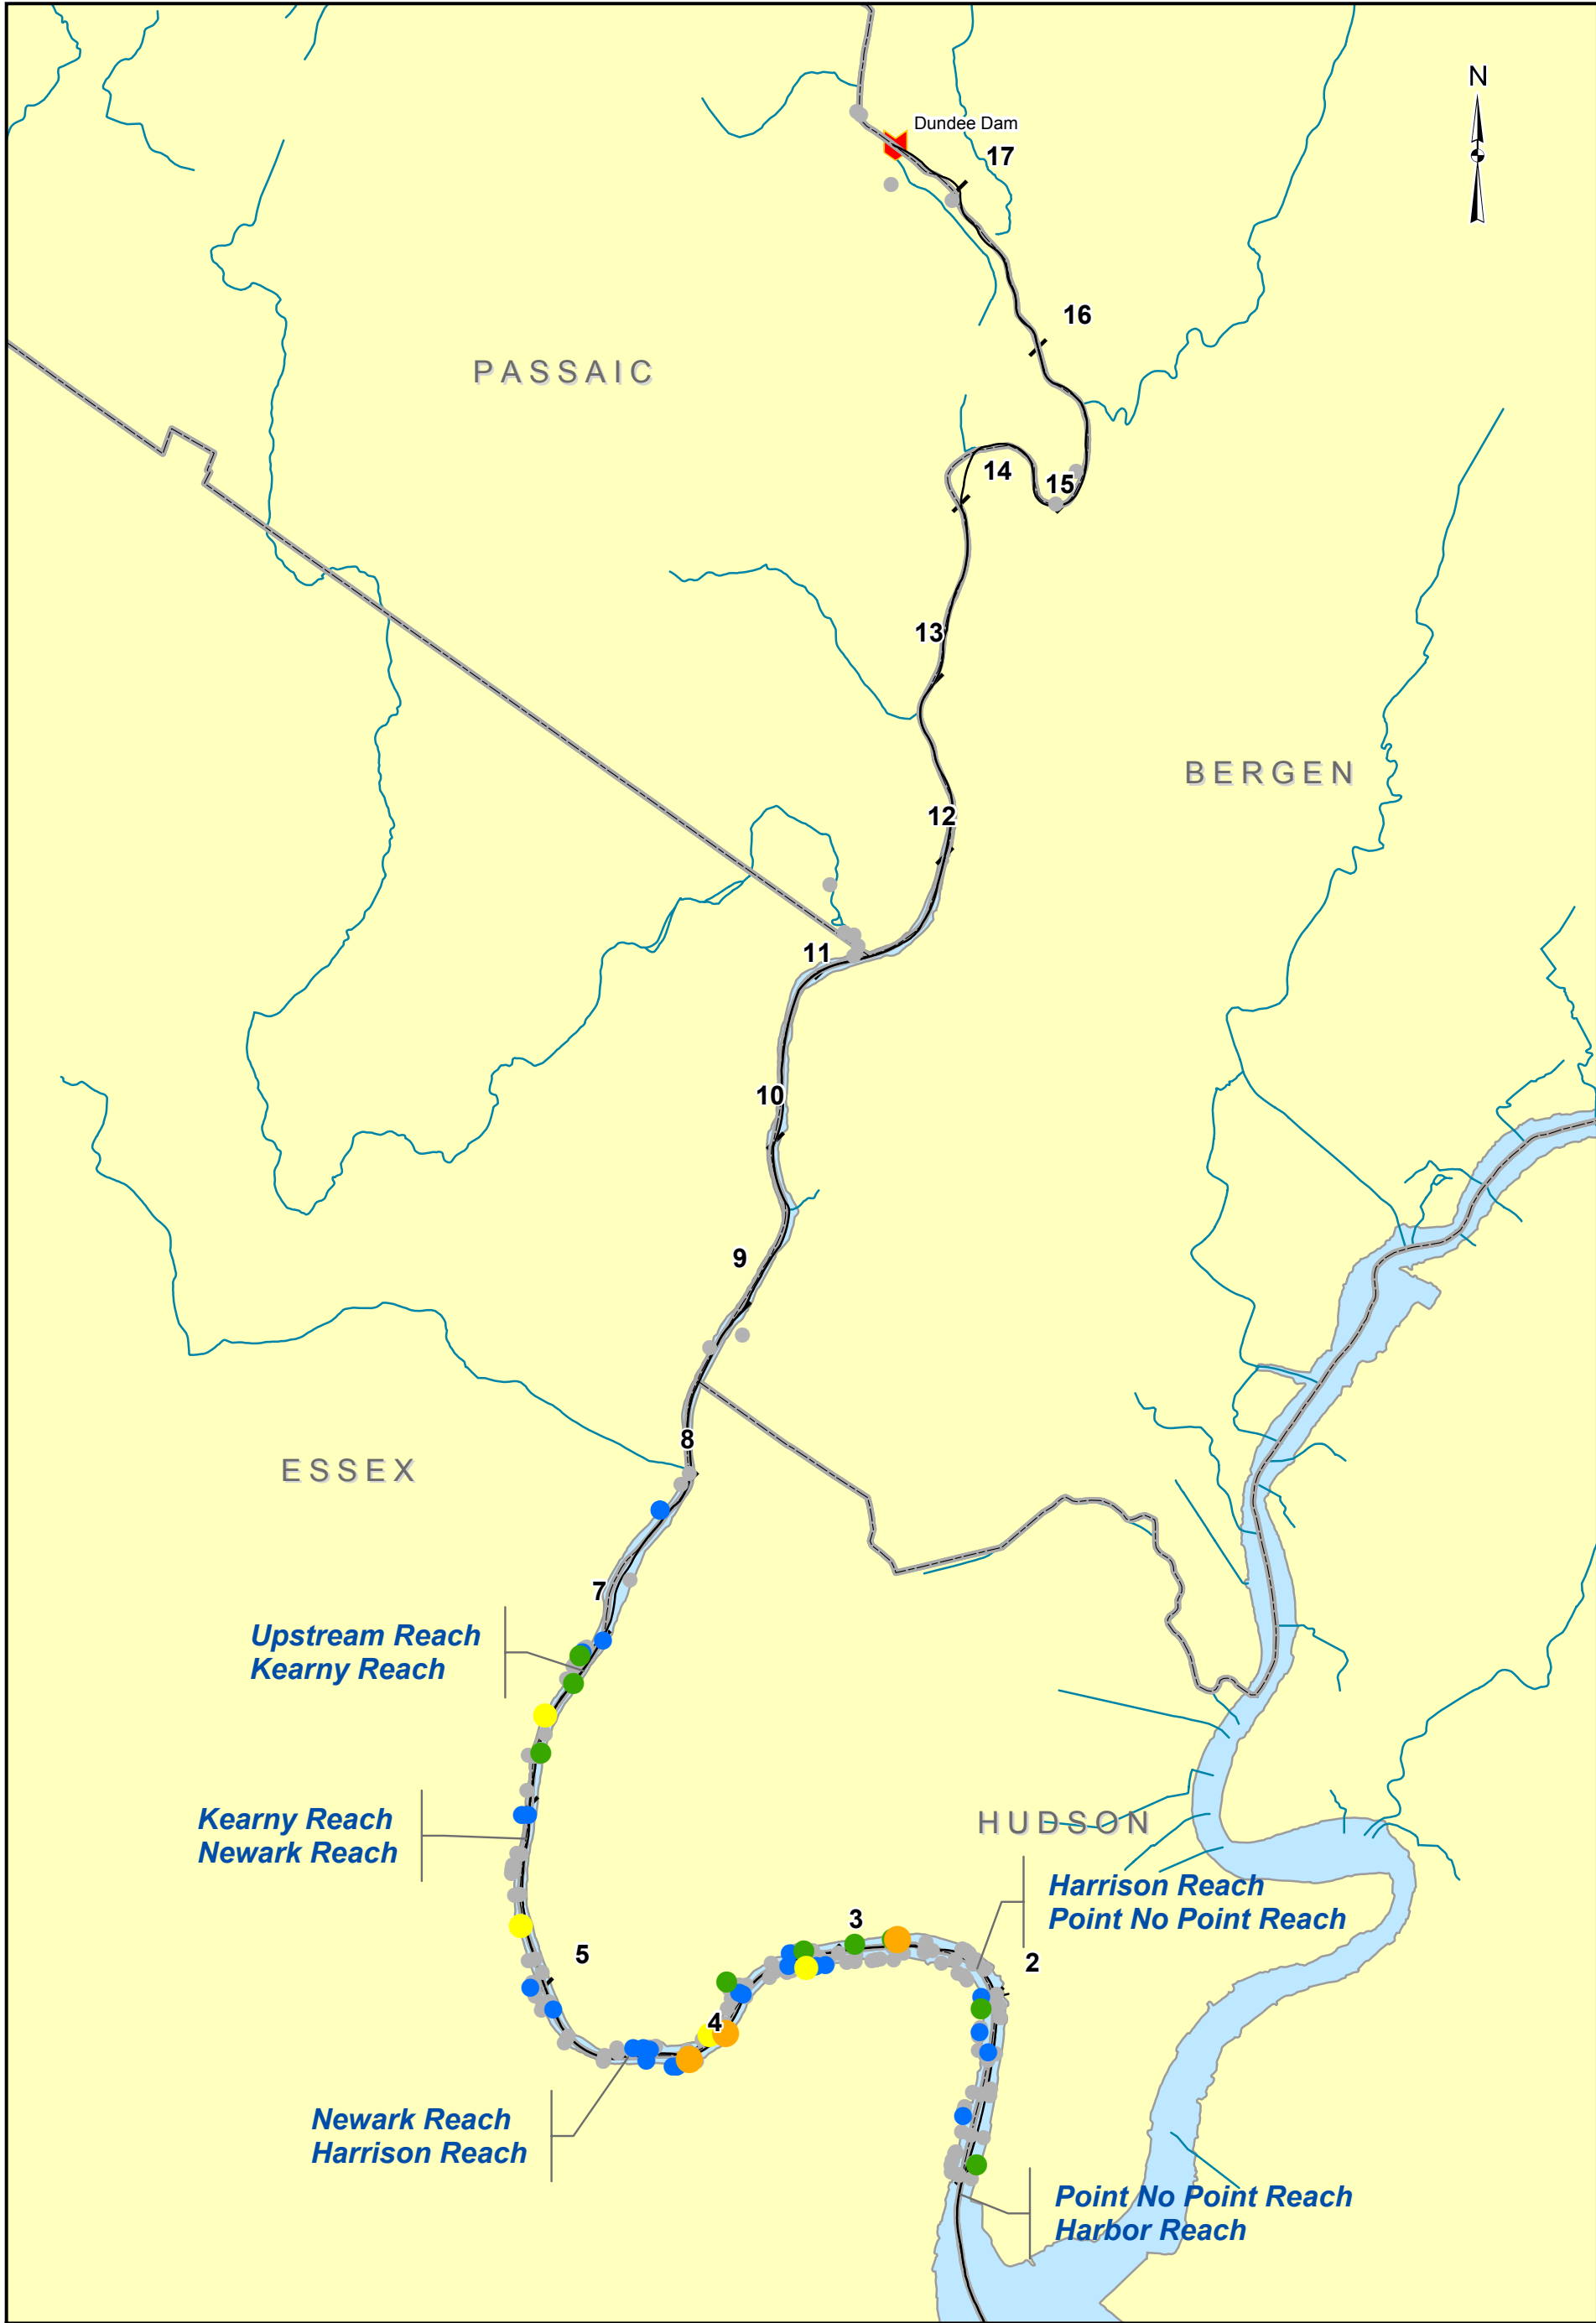 N
Dundee Dam
17
16
PASSAIC
14
15
13
BERGEN
12
11
10
9
8
ESSEX
7
Upstream Reach
Kearny Reach
Kearny Reach
Newark Reach
HUDSON
Harrison Reach
Point No Point Reach
3
5
2
4
Newark Reach
Harrison Reach
Point No Point Reach
Harbor Reach